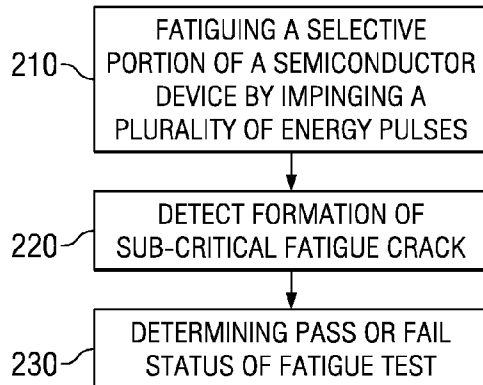 210
FATIGUING A SELECTIVE
PORTION OF A SEMICONDUCTOR
DEVICE BY IMPINGING A
PLURALITY OF ENERGY PULSES
220
DETECT FORMATION OF
SUB-CRITICAL FATIGUE CRACK
230
DETERMINING PASS OR FAIL
STATUS OF FATIGUE TEST